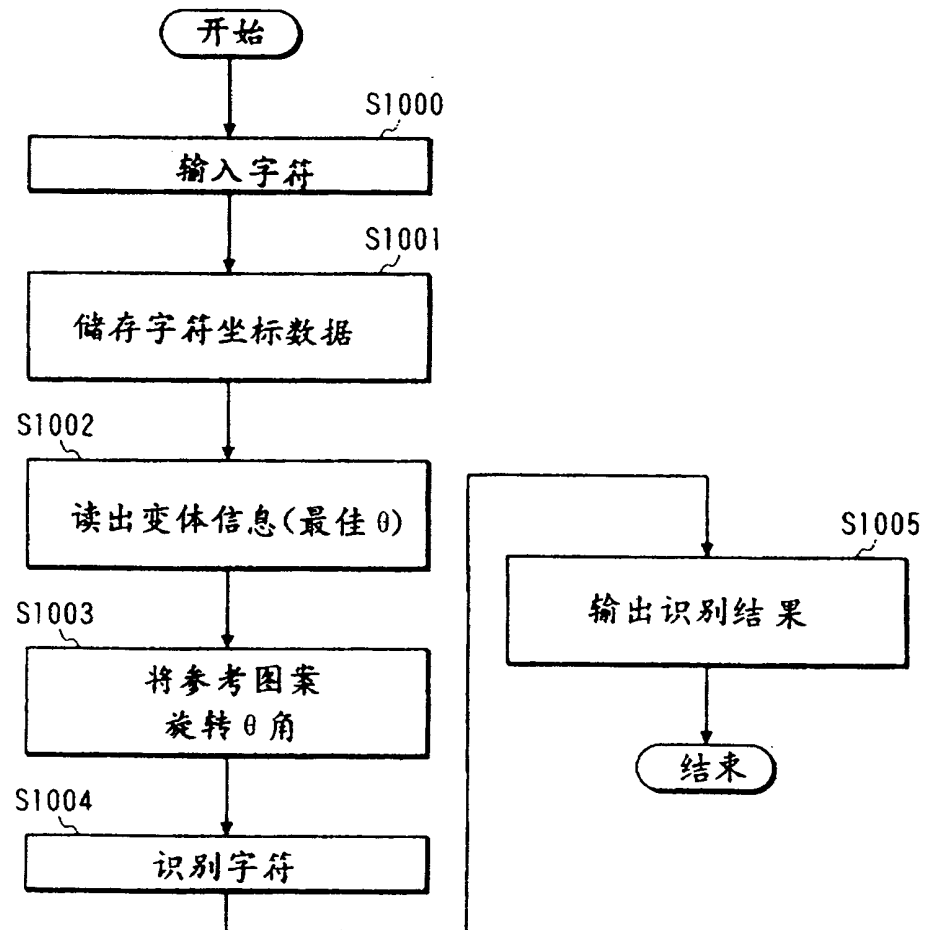 开始
S1000
输入字符
S1001
储存字符坐标数据
S1002
读出变体信息(最佳θ)
S1003
将参考图案
旋转θ角
S1004
识别字符
S1005
输出识别结果
结束